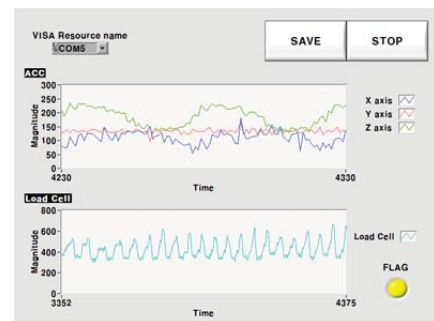 VISA Resource name
COM5
SAVE
STOP
ACC
300
250
200
150
100
50
0
Magnitude
4230
4330
Time
X axis
Y axis
Z axis
Load Cell
800
600
400
200
0
Magnitude
3352
4375
Time
Load Cell
FLAG